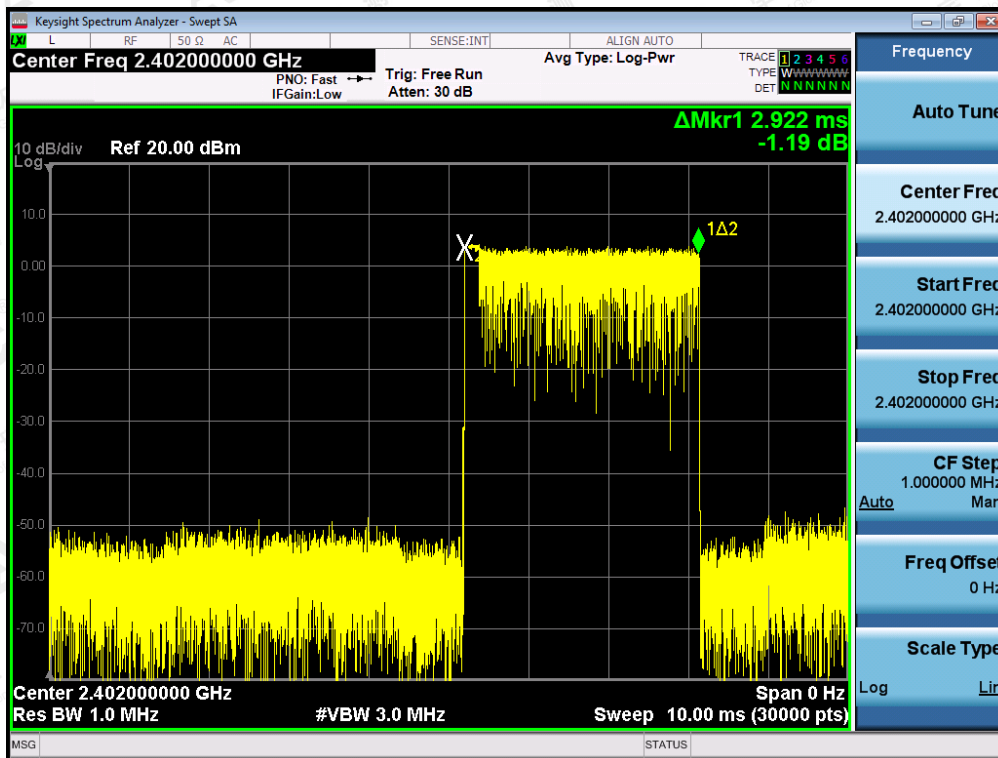 Keysight Spectrum Analyzer - Swept SA
LXI L RF 50 Ω AC SENSE:INT ALIGN AUTO
Center Freq 2.402000000 GHz
PNO: Fast
IFGain:Low
Trig: Free Run
Atten: 30 dB
Avg Type: Log-Pwr
TRACE 1 2 3 4 5 6
TYPE W
DET N N N N N N
ΔMkr1 2.922 ms
-1.19 dB
10 dB/div Ref 20.00 dBm
Log
10.0
0.00
-10.0
-20.0
-30.0
-40.0
-50.0
-60.0
-70.0
X2
1Δ2
Center 2.402000000 GHz
Span 0 Hz
Res BW 1.0 MHz
#VBW 3.0 MHz
Sweep 10.00 ms (30000 pts)
MSG
STATUS
Frequency
Auto Tune
Center Freq
2.402000000 GHz
Start Freq
2.402000000 GHz
Stop Freq
2.402000000 GHz
CF Step
1.000000 MHz
Auto Man
Freq Offset
0 Hz
Scale Type
Log Lin